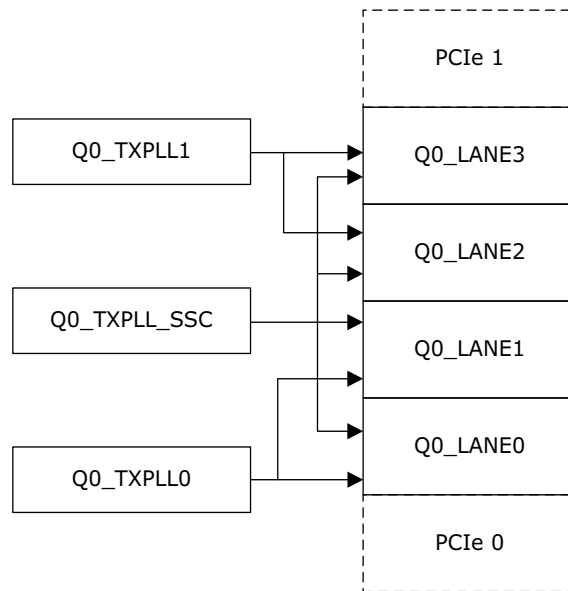 PCIe 1
Q0_TXPLL1
Q0_LANE3
Q0_LANE2
Q0_TXPLL_SSC
Q0_LANE1
Q0_LANE0
Q0_TXPLL0
PCIe 0